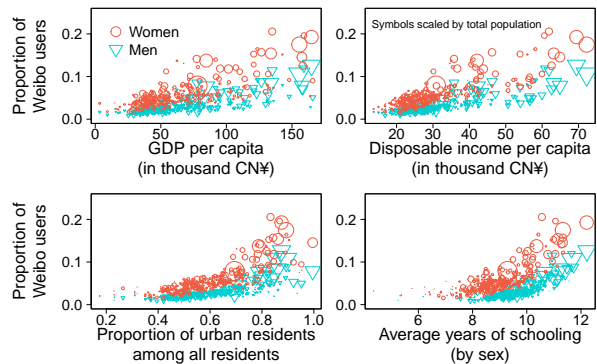 Proportion of
Weibo users
0.2
0.1
0.0
Women
Men
0
50
100
150
GDP per capita
(in thousand CN¥)
Symbols scaled by total population
0.2
0.1
0.0
20
30
40
50
60
70
Disposable income per capita
(in thousand CN¥)
Proportion of
Weibo users
0.2
0.1
0.0
0.2
0.4
0.6
0.8
1.0
Proportion of urban residents
among all residents
0.2
0.1
0.0
4
6
8
10
12
Average years of schooling
(by sex)